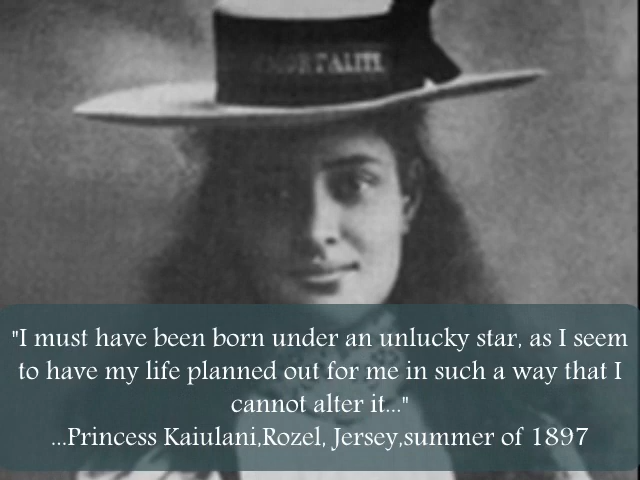 "I must have been born under an unlucky star, as I seem
to have my life planned out for me in such a way that I
cannot alter it..."
...Princess Kaiulani,Rozel, Jersey,summer of 1897